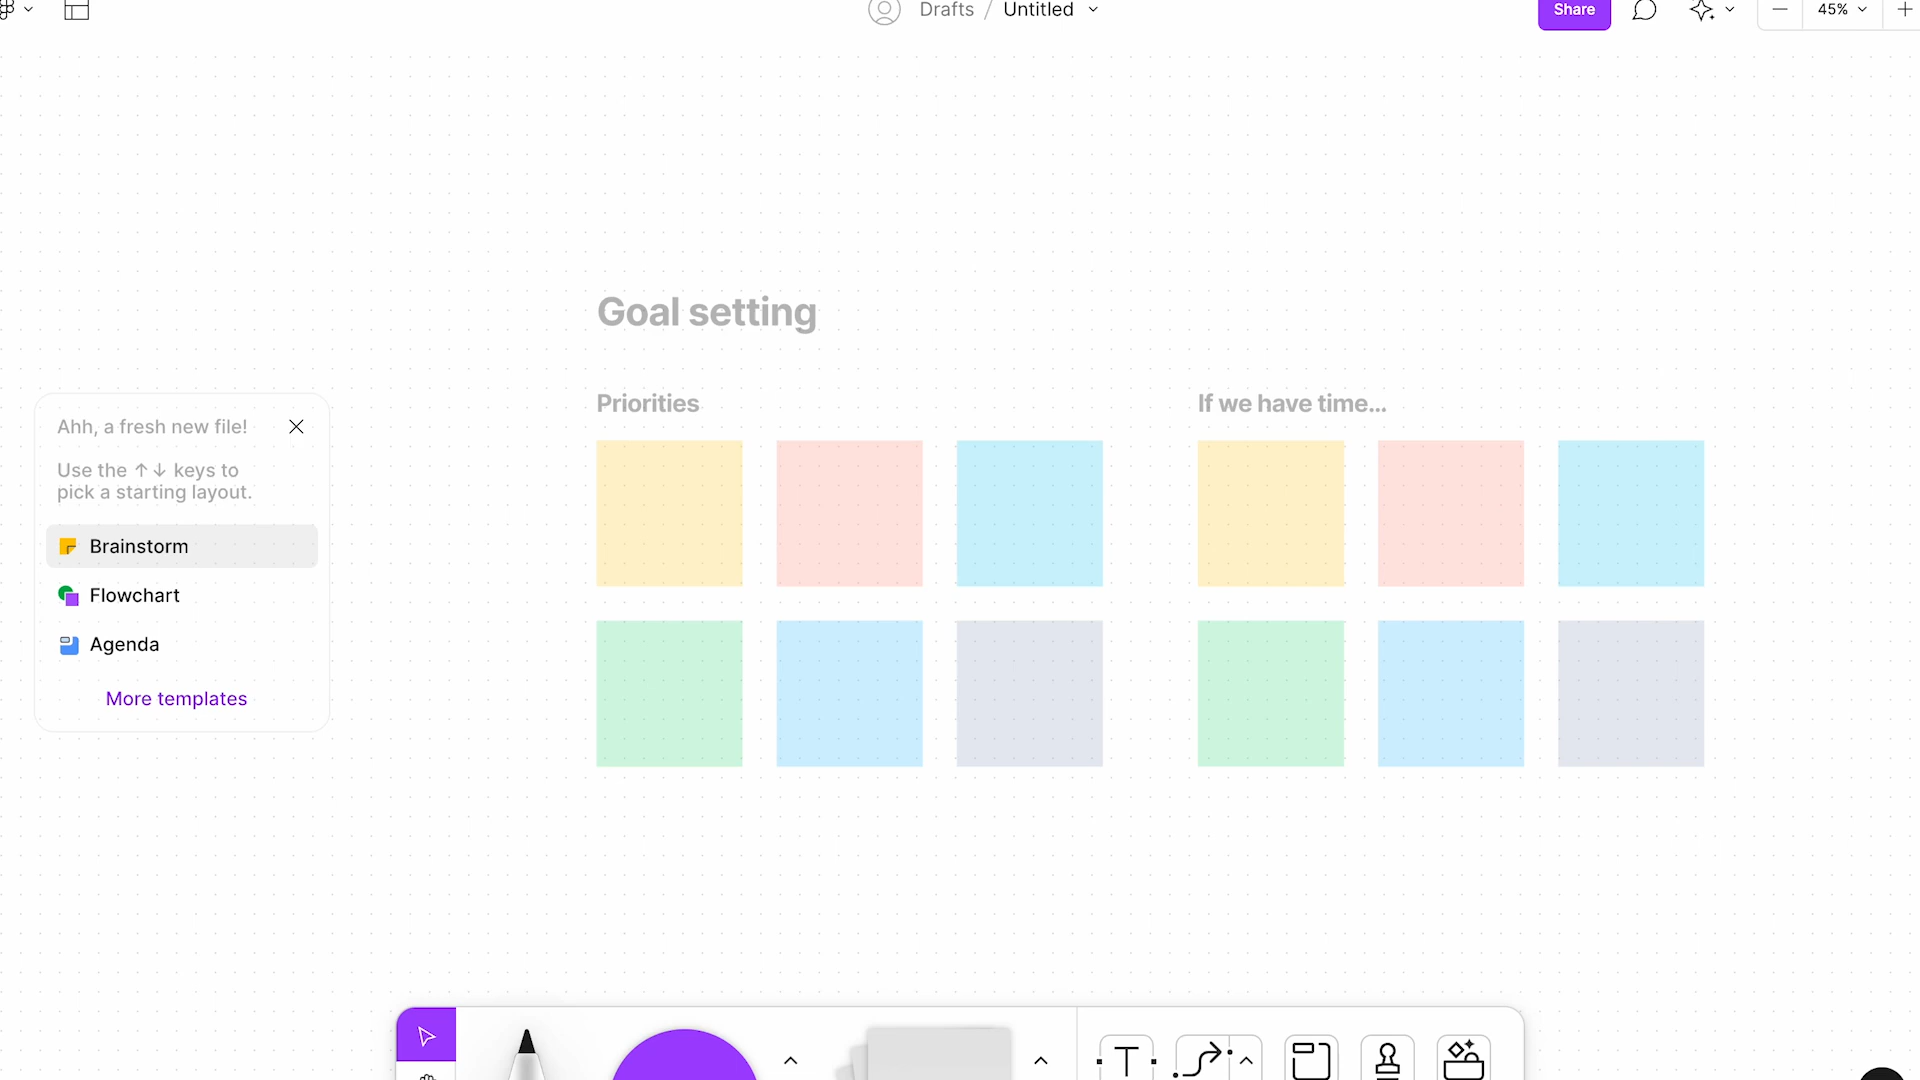 Drafts / Untitled
Share
45%
Goal setting
Priorities
If we have time...
Ahh, a fresh new file!
Use the ↑↓ keys to
pick a starting layout.
Brainstorm
Flowchart
Agenda
More templates
T